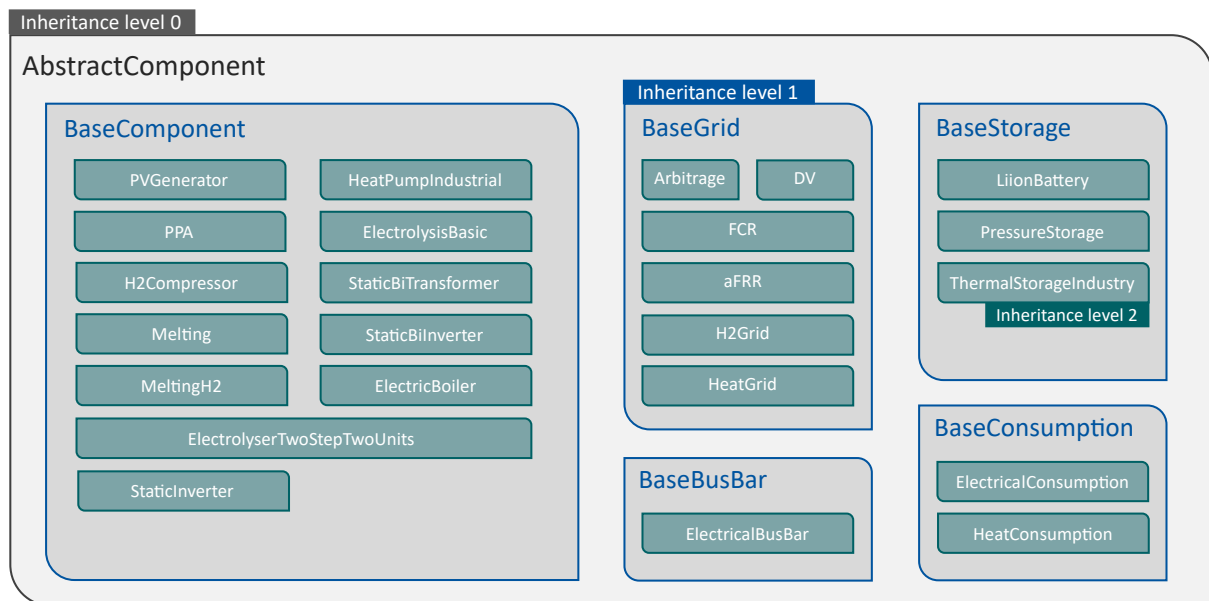 Inheritance level 0
AbstractComponent
BaseComponent
PVGenerator
HeatPumpIndustrial
PPA
ElectrolysisBasic
H2Compressor
StaticBiTransformer
Melting
StaticBiInverter
MeltingH2
ElectricBoiler
ElectrolyserTwoStepTwoUnits
StaticInverter
Inheritance level 1
BaseGrid
Arbitrage
DV
FCR
aFRR
H2Grid
HeatGrid
BaseBusBar
ElectricalBusBar
BaseStorage
LiionBattery
PressureStorage
ThermalStorageIndustry
Inheritance level 2
BaseConsumption
ElectricalConsumption
HeatConsumption